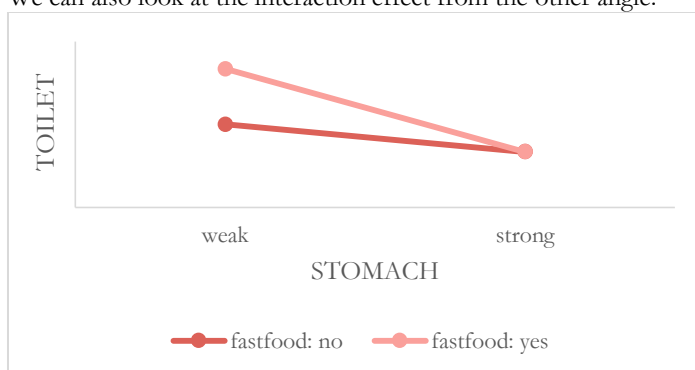 We can also look at the interaction effect from the other angle.
TOILET
weak strong
STOMACH
fastfood: no fastfood: yes